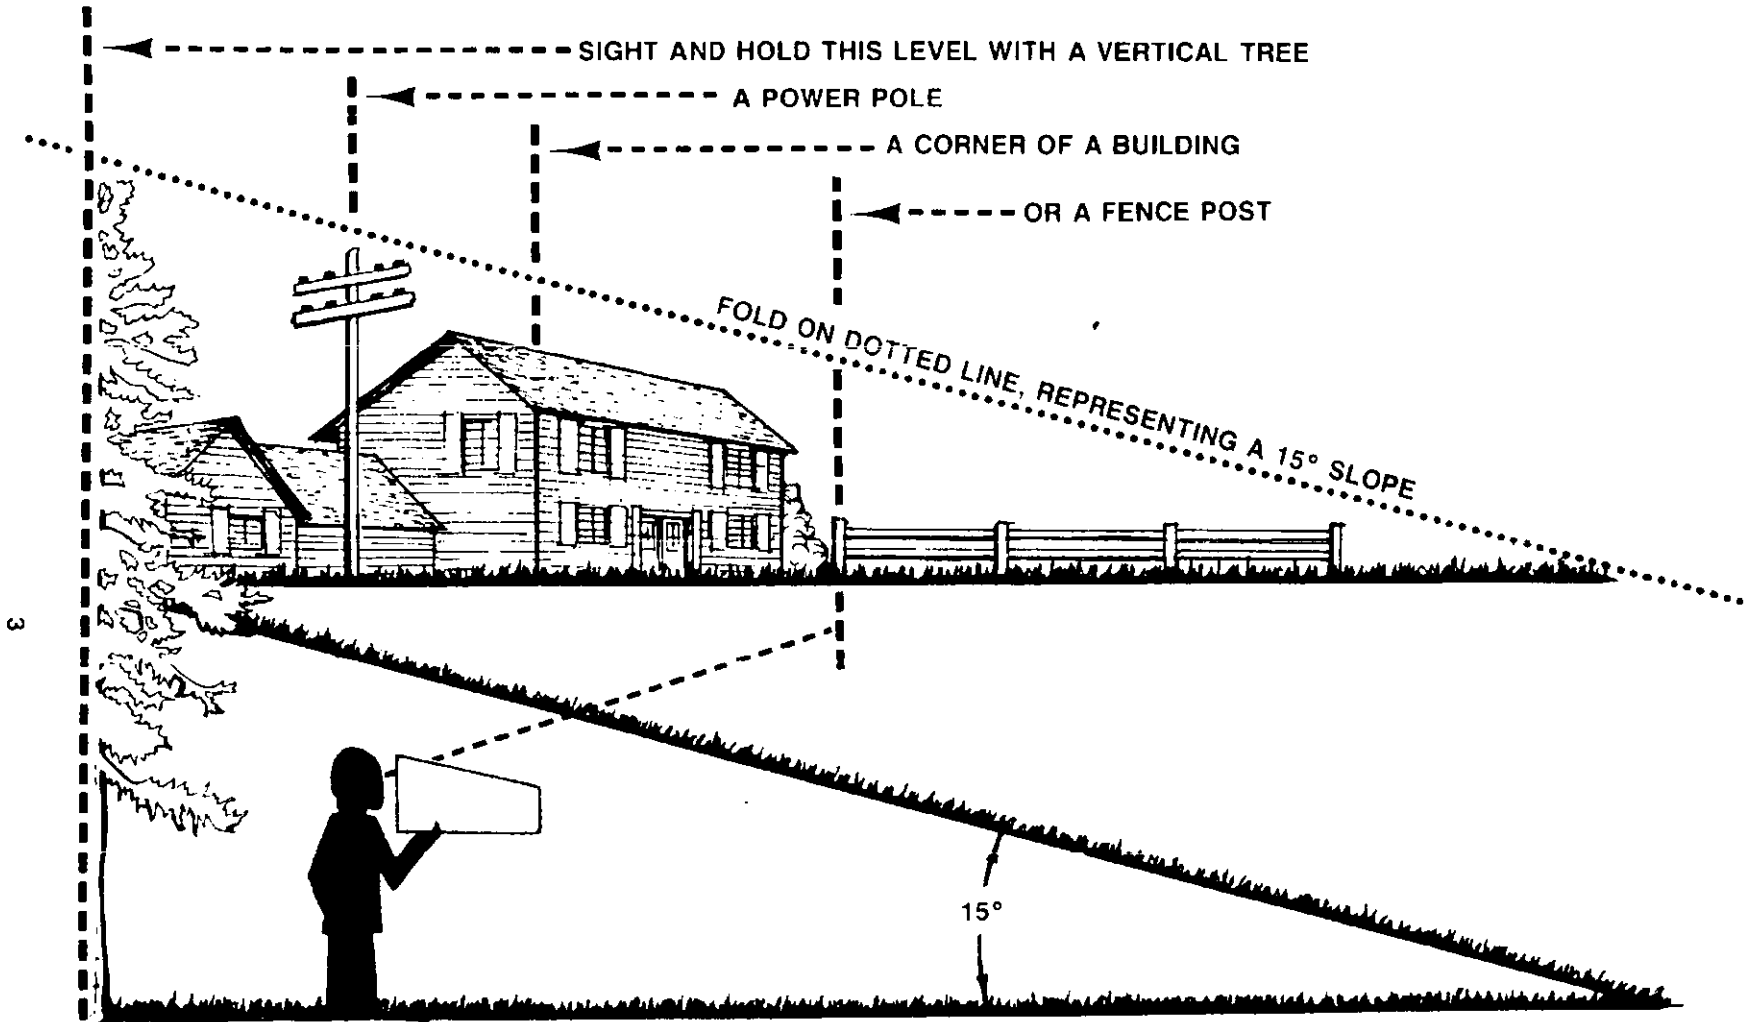 SIGHT AND HOLD THIS LEVEL WITH A VERTICAL TREE
A POWER POLE
A CORNER OF A BUILDING
OR A FENCE POST
FOLD ON DOTTED LINE, REPRESENTING A 15° SLOPE
3
15°